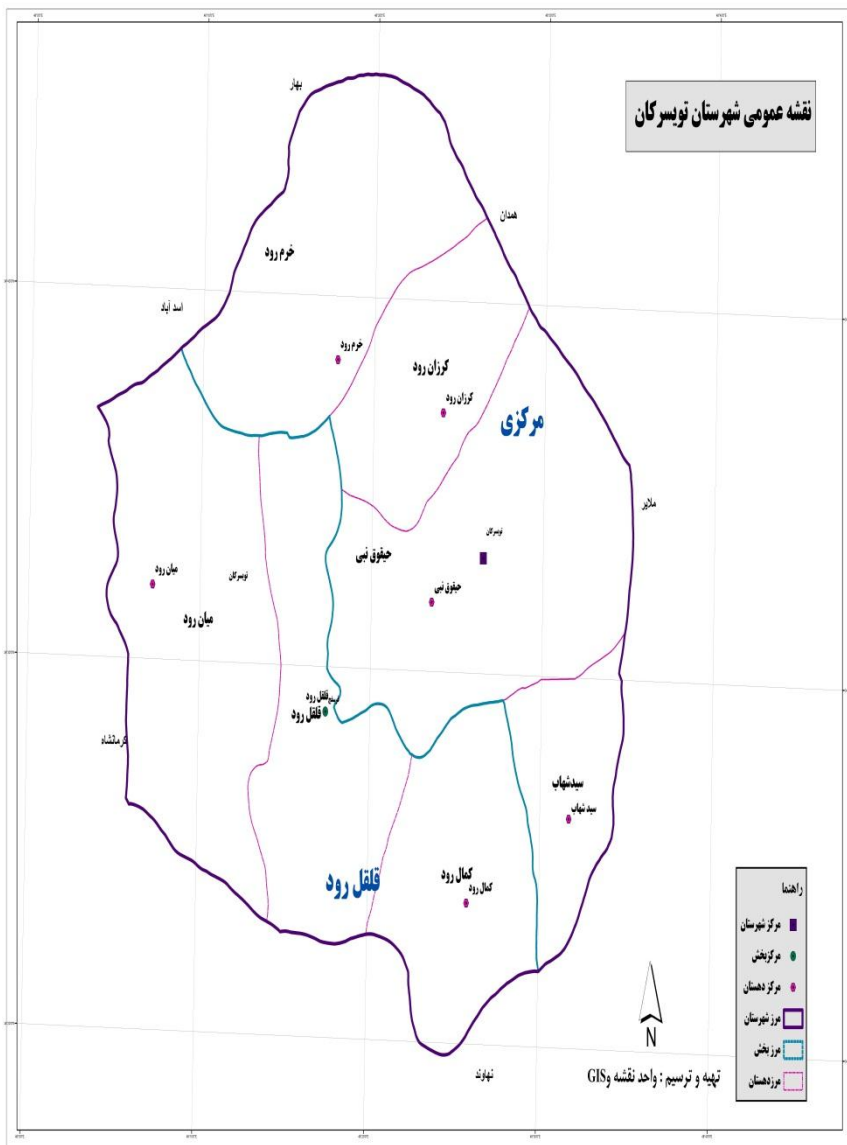 نقشه عمومی شهرستان تویسرکان
بهار
همدان
خرم رود
اسد آباد
خرم رود
کرزان رود
کرزان رود
مرکزی
ملایر
تویسرکان
حیقوق نبی
میان رود
تویسرکان
حیقوق نبی
میان رود
قلقل رود
قلقل رود
کرمانشاه
سیدشهاب
سید شهاب
قلقل رود
کمال رود
کمال رود
راهنما
مرکز شهرستان
مرکزبخش
مرکز دهستان
مرز شهرستان
مرز بخش
مرزدهستان
N
تهیه و ترسیم : واحد نقشه وGIS
نهاوند